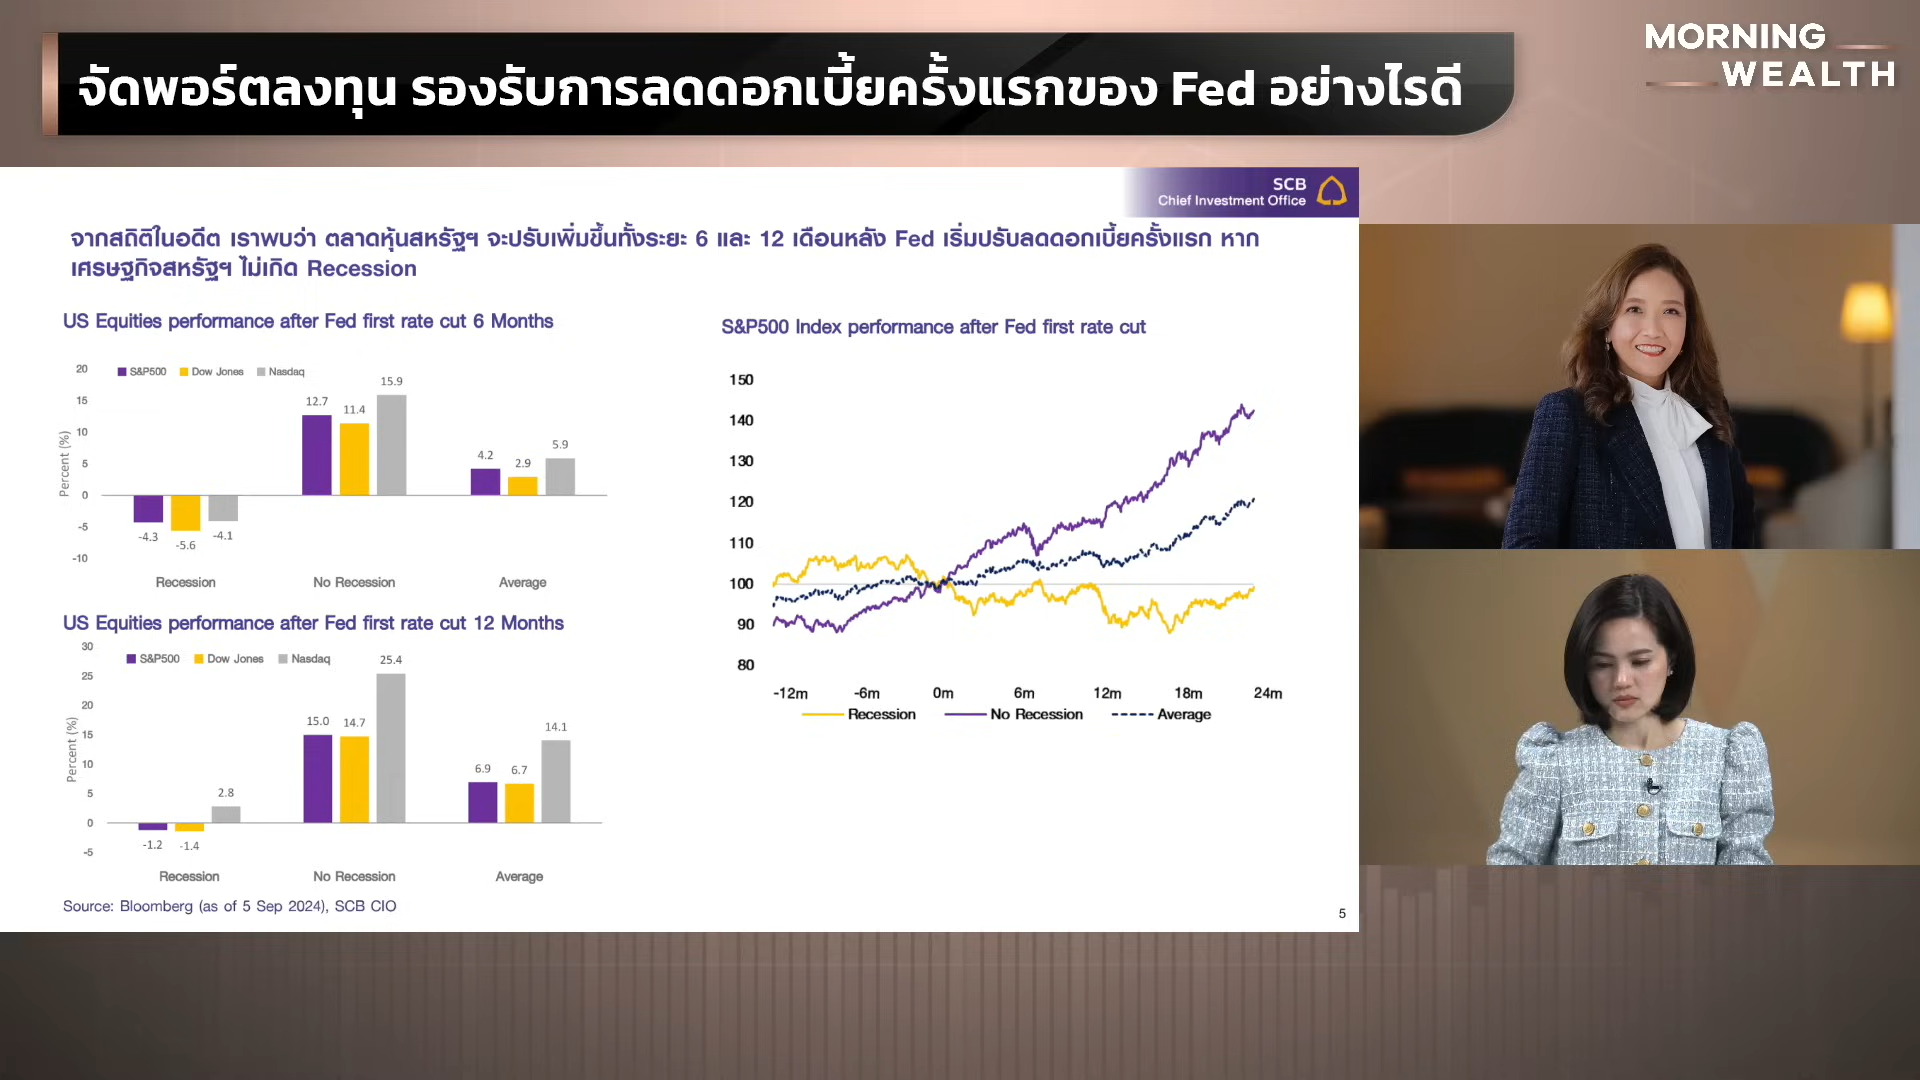 จัดพอร์ตลงทุน รองรับการลดดอกเบี้ยครั้งแรกของ Fed อย่างไรดี
MORNING
WEALTH
SCB
Chief Investment Office
จากสถิติในอดีต เราพบว่า ตลาดหุ้นสหรัฐฯ จะปรับเพิ่มขึ้นทั้งระยะ 6 และ 12 เดือนหลัง Fed เริ่มปรับลดดอกเบี้ยครั้งแรก หาก
เศรษฐกิจสหรัฐฯ ไม่เกิด Recession
US Equities performance after Fed first rate cut 6 Months
S&P500 Dow Jones Nasdaq
Percent (%)
20
15
10
5
0
-5
-10
-4.3
-5.6
-4.1
12.7
11.4
15.9
4.2
2.9
5.9
Recession No Recession Average
US Equities performance after Fed first rate cut 12 Months
S&P500 Dow Jones Nasdaq
Percent (%)
30
25
20
15
10
5
0
-5
-1.2
-1.4
2.8
15.0
14.7
25.4
6.9
6.7
14.1
Recession No Recession Average
Source: Bloomberg (as of 5 Sep 2024), SCB CIO
S&P500 Index performance after Fed first rate cut
150
140
130
120
110
100
90
80
-12m -6m 0m 6m 12m 18m 24m
Recession No Recession Average
5